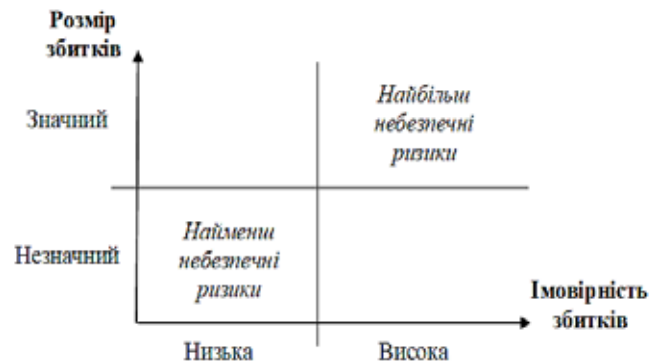 Розмір
збитків
Значний
Найбільш
небезпечні
ризики
Незначний
Найменш
небезпечні
ризики
Імовірність
збитків
Низька
Висока